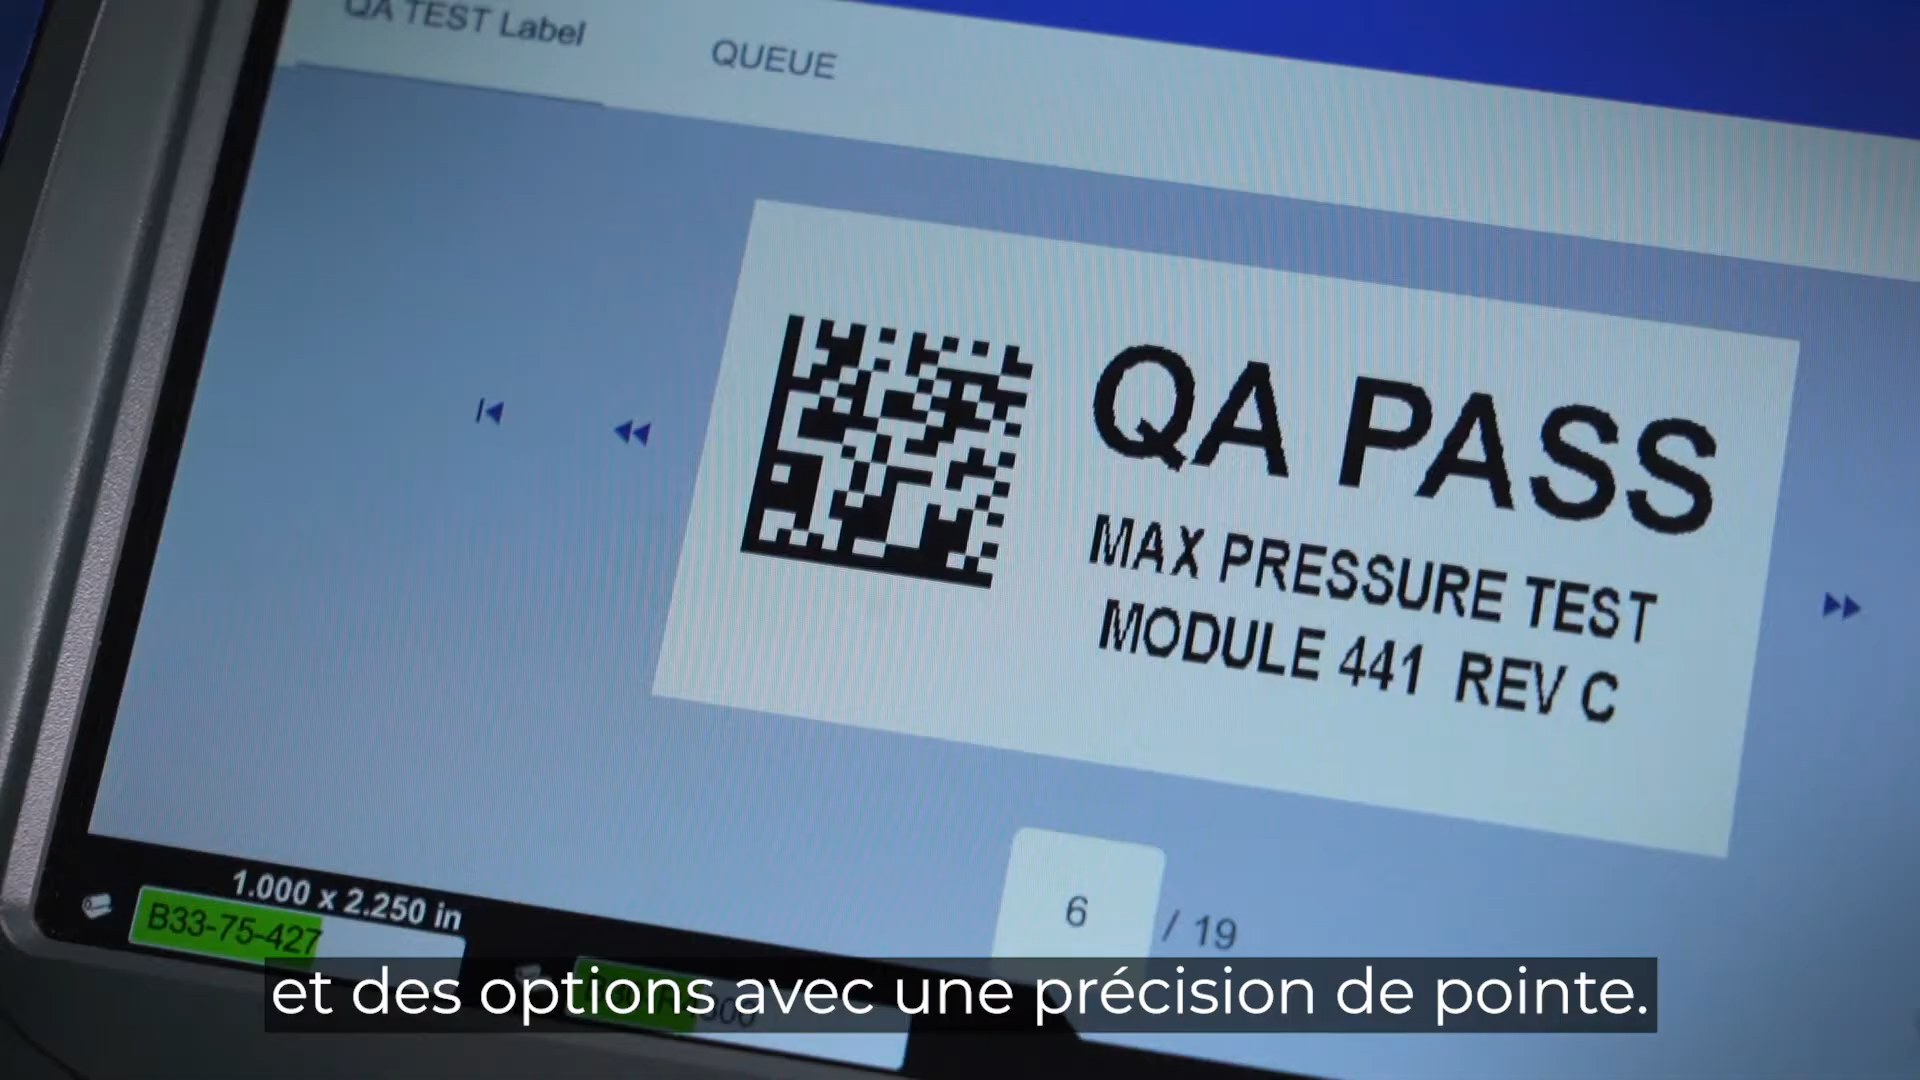 QA TEST Label
QUEUE
QA PASS
MAX PRESSURE TEST
MODULE 441 REV C
6 / 19
1.000 x 2.250 in
B33-75-427
et des options avec une précision de pointe.